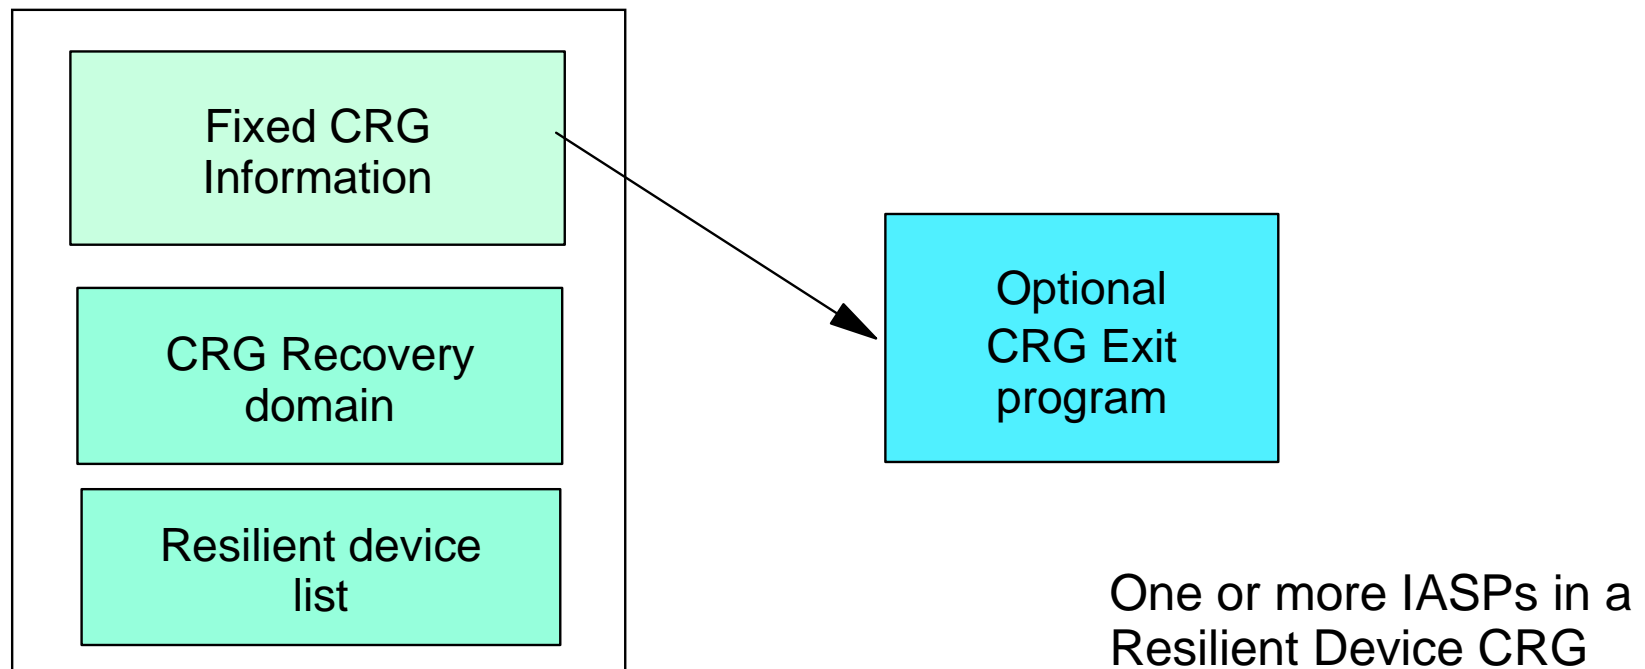 Fixed CRG
Information
CRG Recovery
domain
Resilient device
list
Optional
CRG Exit
program
One or more IASPs in a
Resilient Device CRG